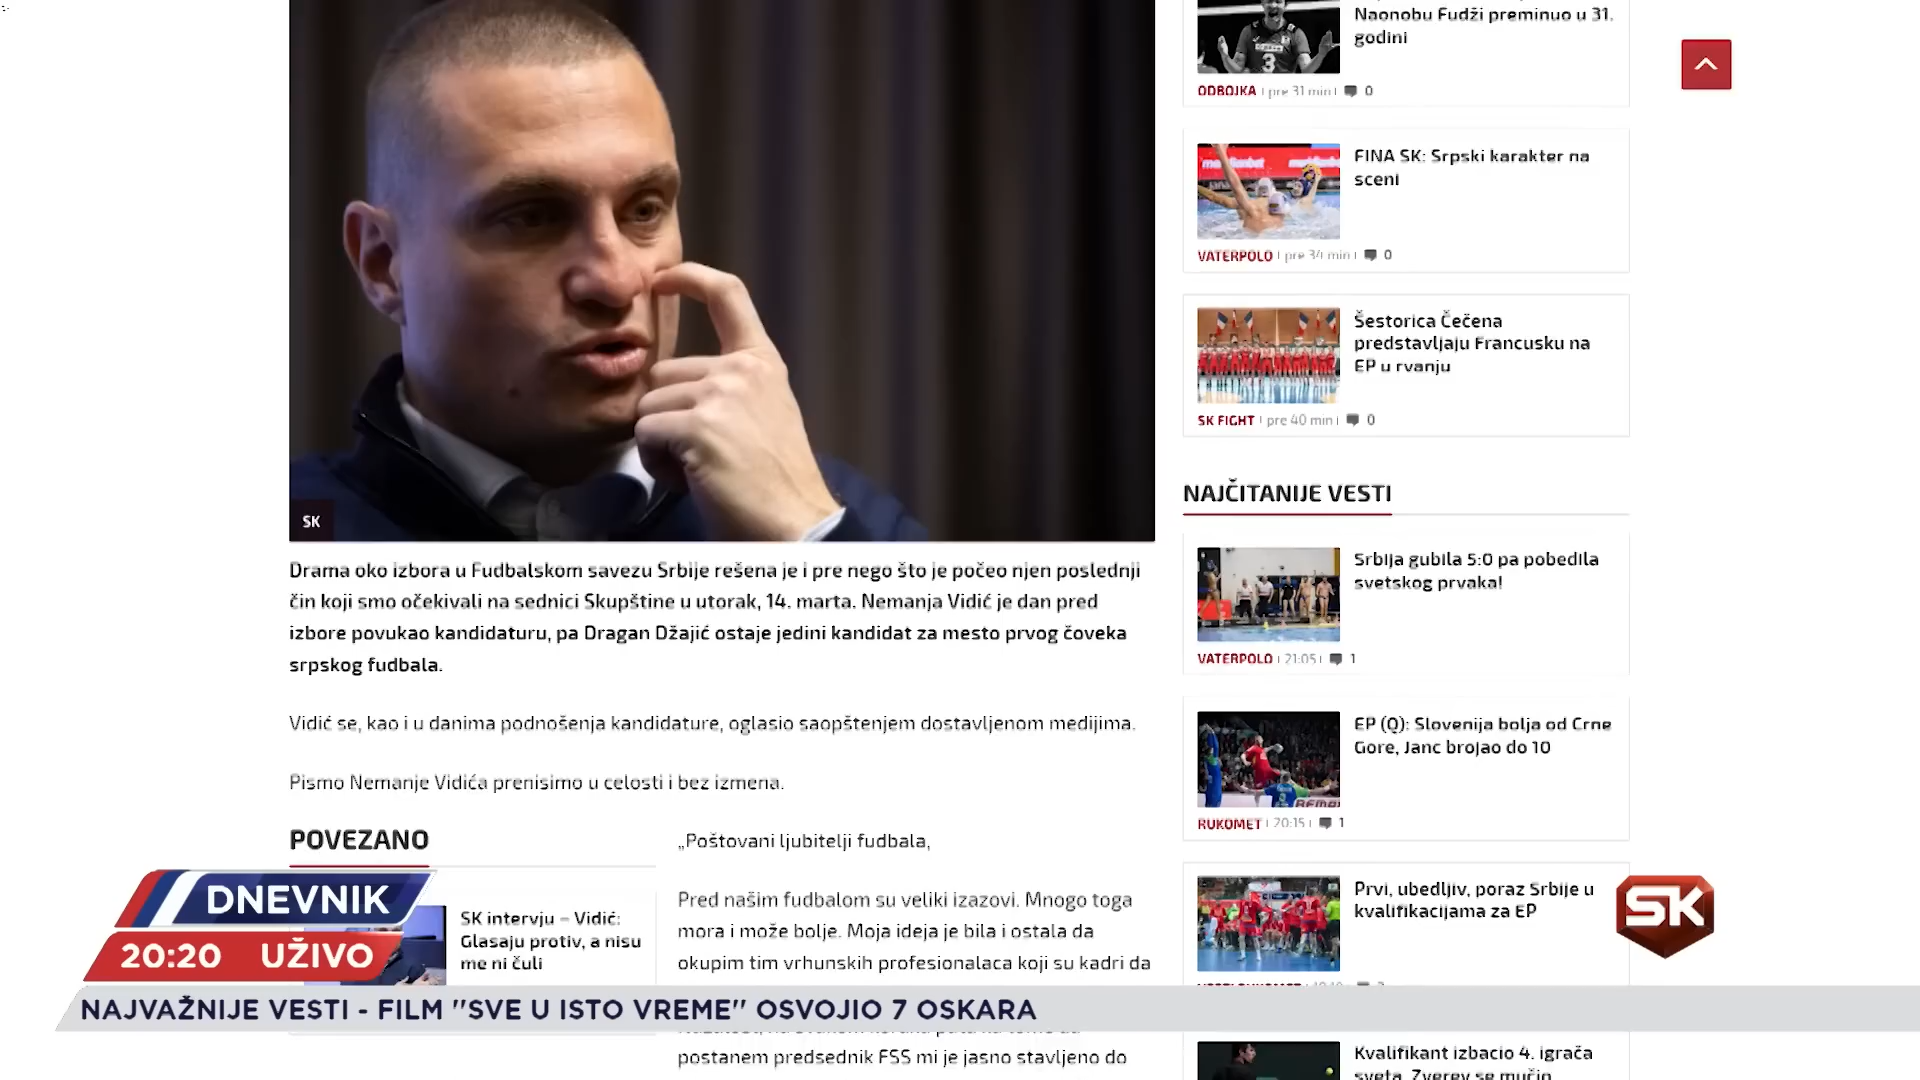 Naonobu Fudži preminuo u 31.
godini
ODBOJKA | pre 31 min | 0
FINA SK: Srpski karakter na
sceni
VATERPOLO | pre 34 min | 0
Šestorica Čečena
predstavljaju Francusku na
EP u rvanju
SK FIGHT | pre 40 min | 0
NAJČITANIJE VESTI
Srbija gubila 5:0 pa pobedila
svetskog prvaka!
VATERPOLO | 21:05 | 1
EP (Q): Slovenija bolja od Crne
Gore, Janc brojao do 10
RUKOMET | 20:15 | 1
Prvi, ubedljiv, poraz Srbije u
kvalifikacijama za EP
Kvalifikant izbacio 4. igrača
sveta, Zverev se mučio
SK
Drama oko izbora u Fudbalskom savezu Srbije rešena je i pre nego što je počeo njen poslednji
čin koji smo očekivali na sednici Skupštine u utorak, 14. marta. Nemanja Vidić je dan pred
izbore povukao kandidaturu, pa Dragan Džajić ostaje jedini kandidat za mesto prvog čoveka
srpskog fudbala.
Vidić se, kao i u danima podnošenja kandidature, oglasio saopštenjem dostavljenom medijima.
Pismo Nemanje Vidića prenisimo u celosti i bez izmena.
POVEZANO
SK intervju – Vidić:
Glasaju protiv, a nisu
me ni čuli
„Poštovani ljubitelji fudbala,
Pred našim fudbalom su veliki izazovi. Mnogo toga
mora i može bolje. Moja ideja je bila i ostala da
okupim tim vrhunskih profesionalaca koji su kadri da
postanem predsednik FSS mi je jasno stavljeno do
DNEVNIK
20:20 UŽIVO
SK
NAJVAŽNIJE VESTI - FILM "SVE U ISTO VREME" OSVOJIO 7 OSKARA